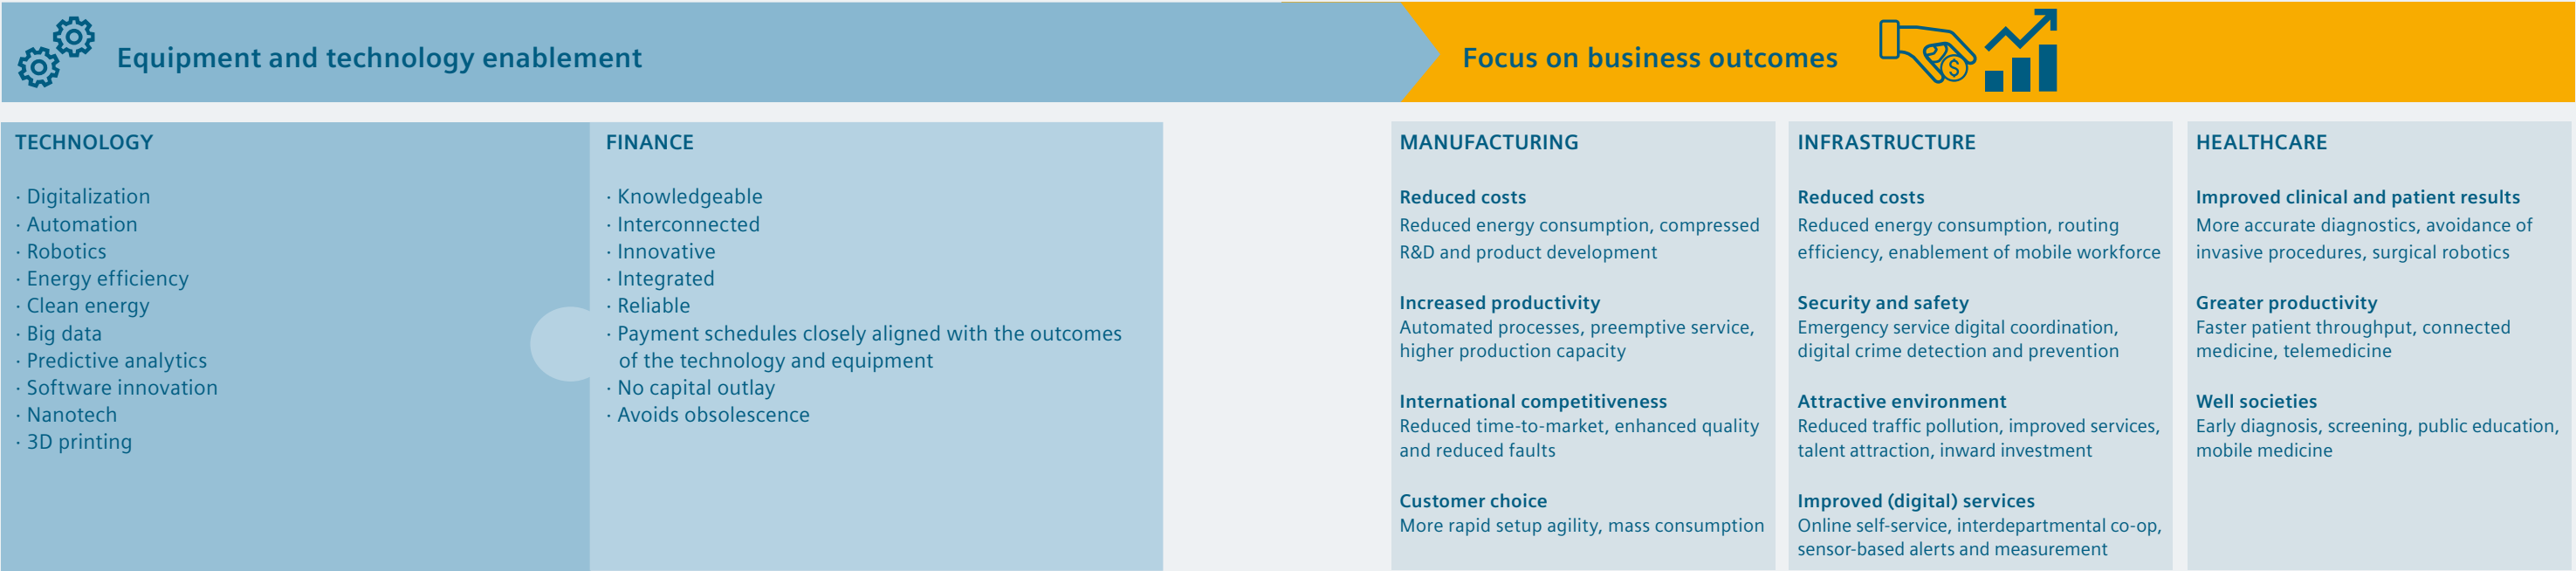 Equipment and technology enablement
Focus on business outcomes
$
TECHNOLOGY
· Digitalization
· Automation
· Robotics
· Energy efficiency
· Clean energy
· Big data
· Predictive analytics
· Software innovation
· Nanotech
· 3D printing
FINANCE
· Knowledgeable
· Interconnected
· Innovative
· Integrated
· Reliable
· Payment schedules closely aligned with the outcomes
of the technology and equipment
· No capital outlay
· Avoids obsolescence
MANUFACTURING
Reduced costs
Reduced energy consumption, compressed
R&D and product development
Increased productivity
Automated processes, preemptive service,
higher production capacity
International competitiveness
Reduced time-to-market, enhanced quality
and reduced faults
Customer choice
More rapid setup agility, mass consumption
INFRASTRUCTURE
Reduced costs
Reduced energy consumption, routing
efficiency, enablement of mobile workforce
Security and safety
Emergency service digital coordination,
digital crime detection and prevention
Attractive environment
Reduced traffic pollution, improved services,
talent attraction, inward investment
Improved (digital) services
Online self-service, interdepartmental co-op,
sensor-based alerts and measurement
HEALTHCARE
Improved clinical and patient results
More accurate diagnostics, avoidance of
invasive procedures, surgical robotics
Greater productivity
Faster patient throughput, connected
medicine, telemedicine
Well societies
Early diagnosis, screening, public education,
mobile medicine